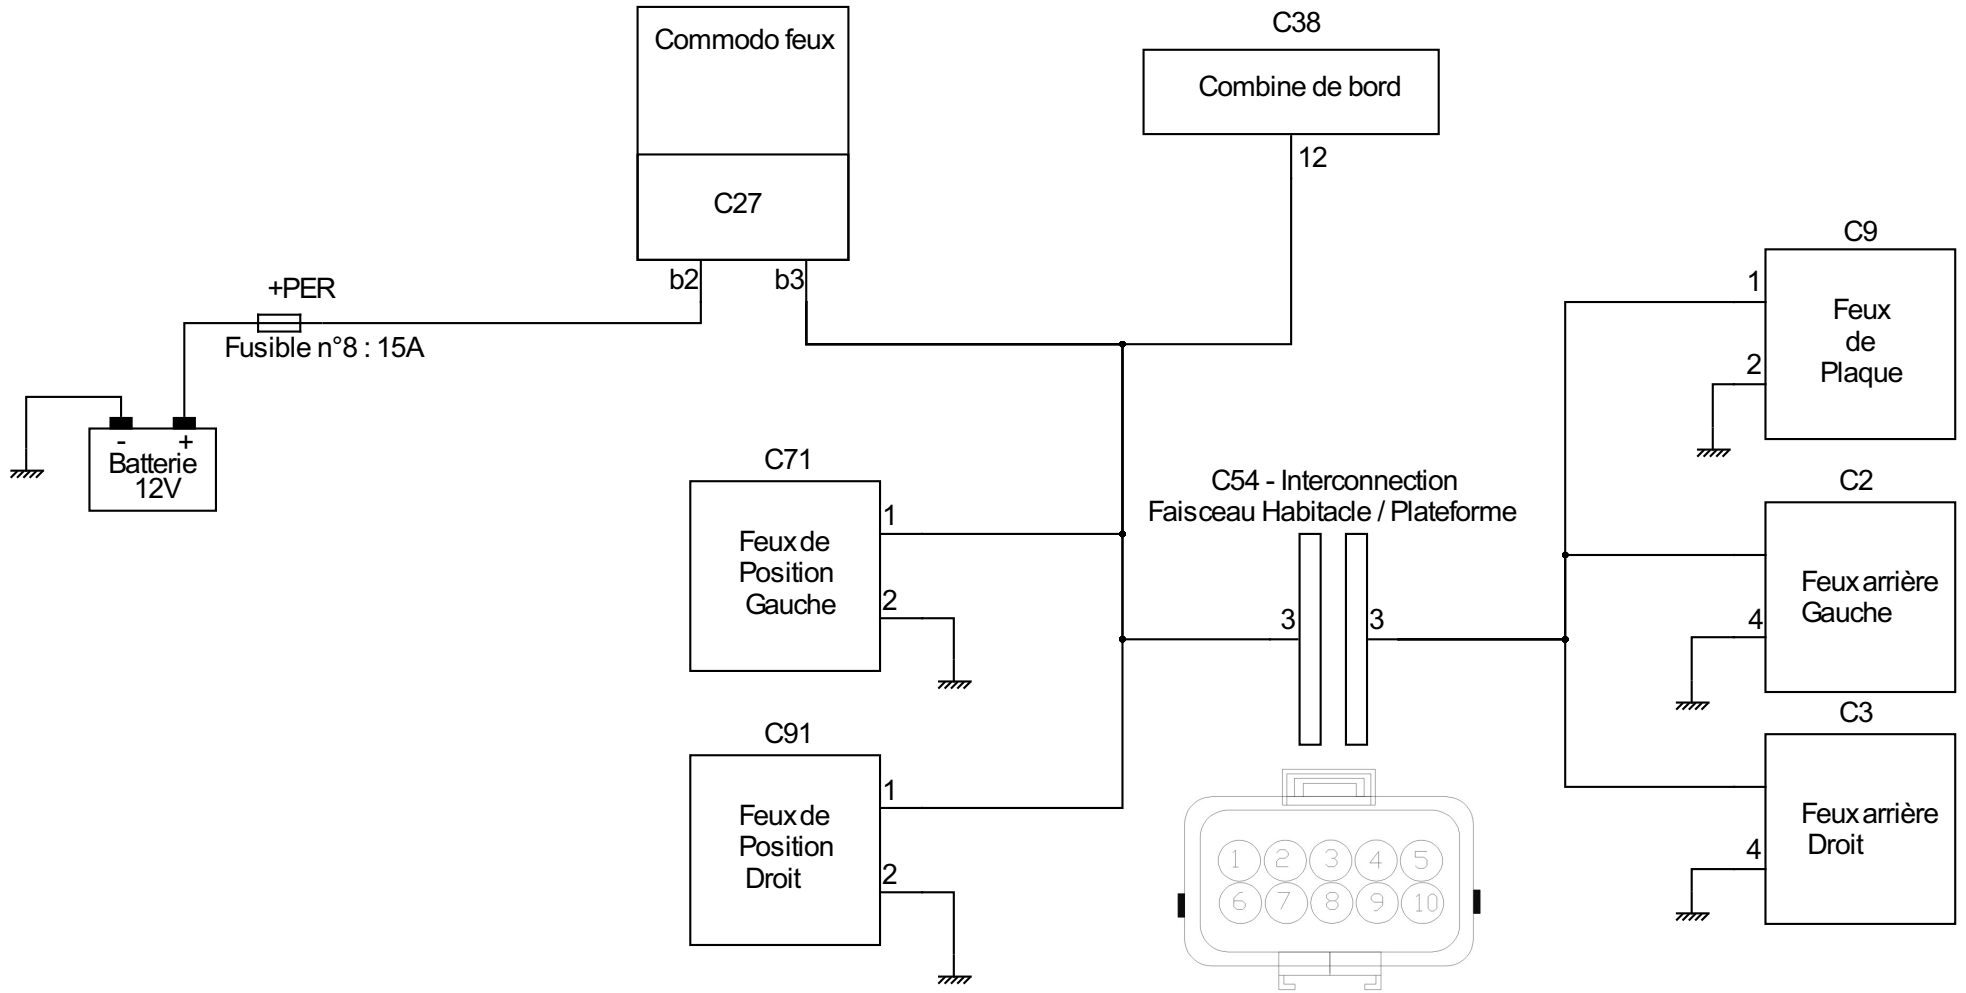 Commodo feux
C27
b2
b3
C38
Combine de bord
12
+PER
Fusible n°8 : 15A
- +
Batterie
12V
C71
1
Feux de
Position
Gauche
2
C91
1
Feux de
Position
Droit
2
C54 - Interconnection
Faisceau Habitacle / Plateforme
3
3
1 2 3 4 5
6 7 8 9 10
C9
1
Feux
de
Plaque
2
C2
Feux arrière
Gauche
4
C3
Feux arrière
Droit
4